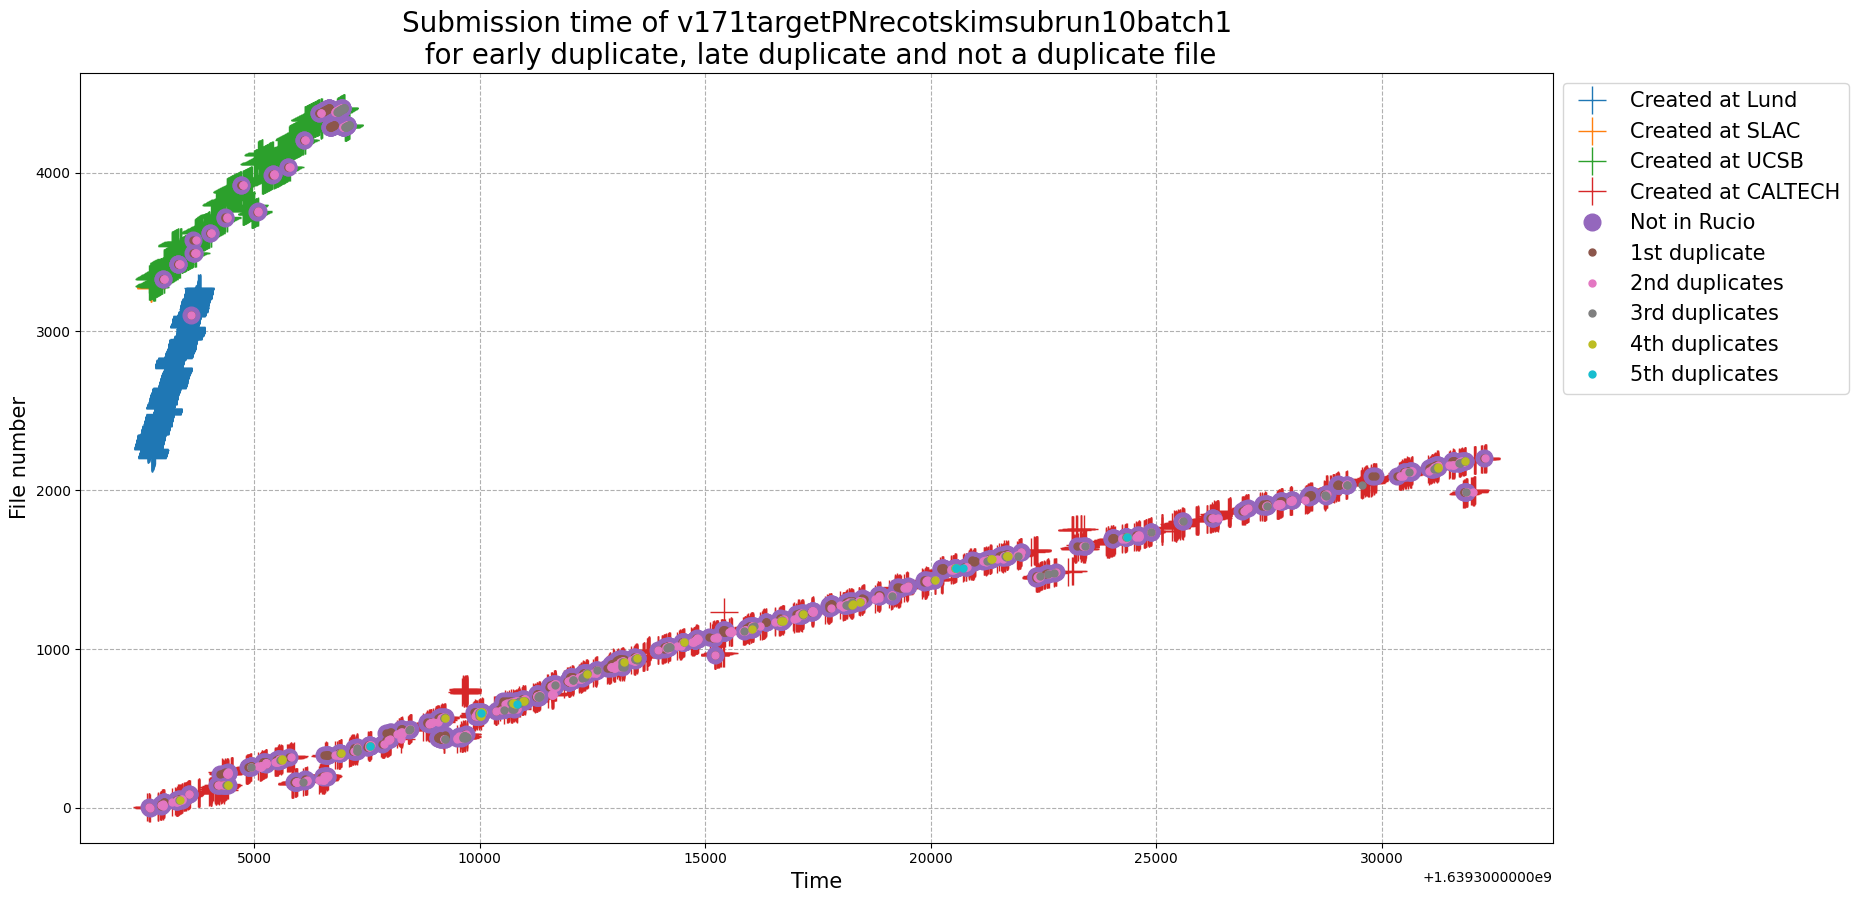 Submission time of v171targetPNrecotskimsubrun10batch1
for early duplicate, late duplicate and not a duplicate file
Created at Lund
Created at SLAC
Created at UCSB
Created at CALTECH
Not in Rucio
1st duplicate
2nd duplicates
3rd duplicates
4th duplicates
5th duplicates
File number
4000
3000
2000
1000
0
5000
10000
15000
20000
25000
30000
Time
+1.6393000000e9